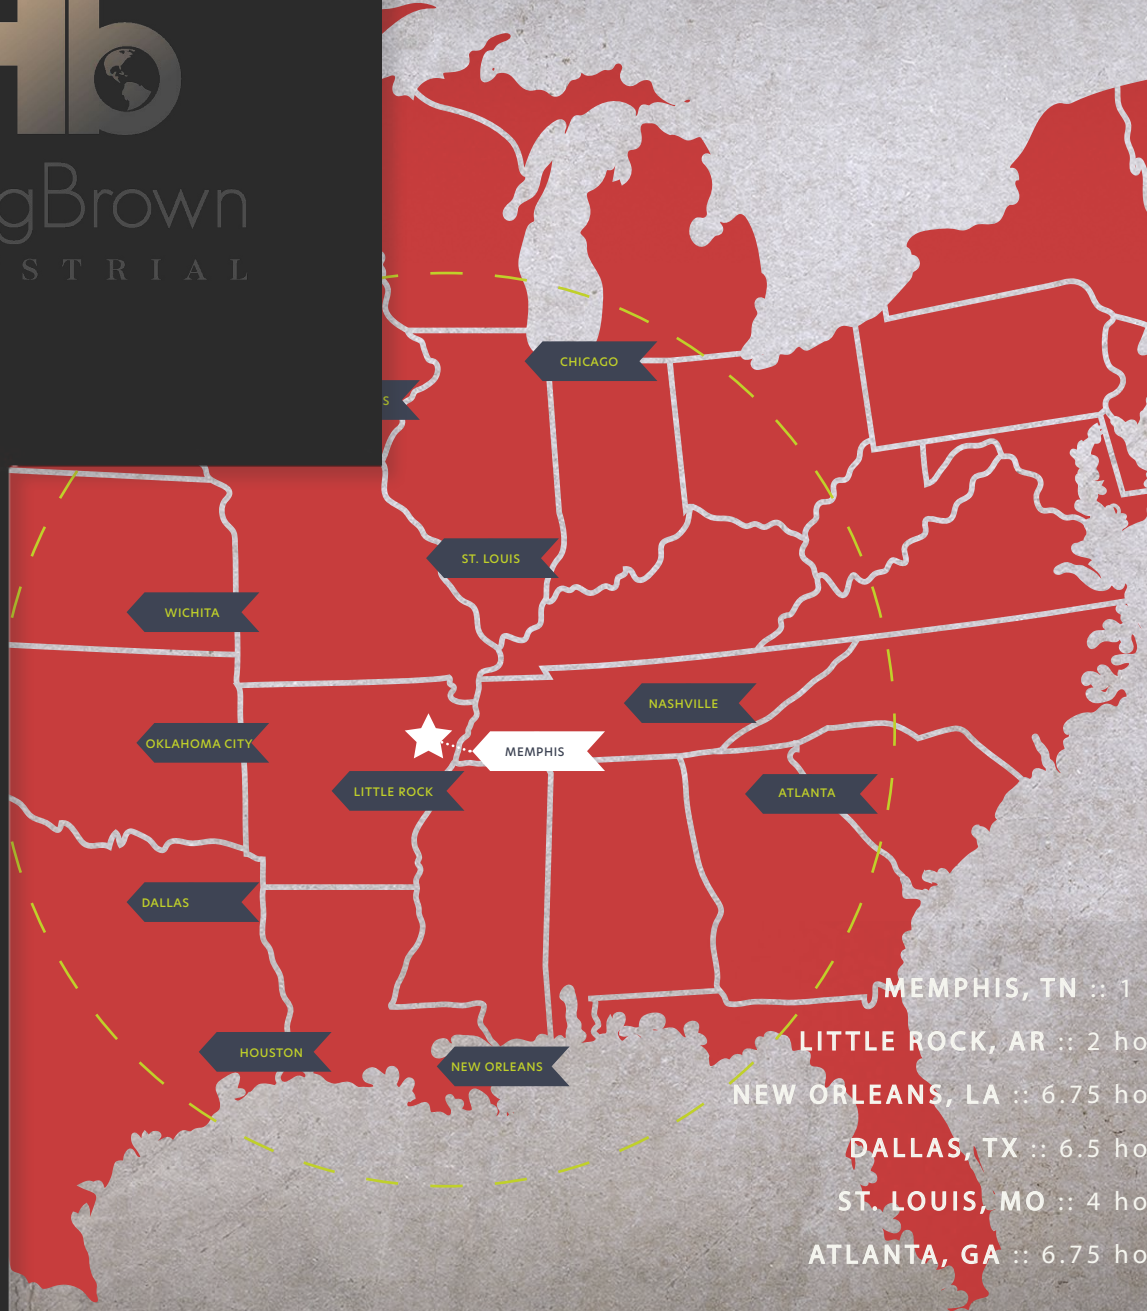 gBrown
STRIAL
CHICAGO
S
ST. LOUIS
WICHITA
NASHVILLE
OKLAHOMA CITY
MEMPHIS
LITTLE ROCK
ATLANTA
DALLAS
MEMPHIS, TN :: 1
LITTLE ROCK, AR :: 2 ho
HOUSTON
NEW ORLEANS
NEW ORLEANS, LA :: 6.75 ho
DALLAS, TX :: 6.5 ho
ST. LOUIS, MO :: 4 ho
ATLANTA, GA :: 6.75 ho